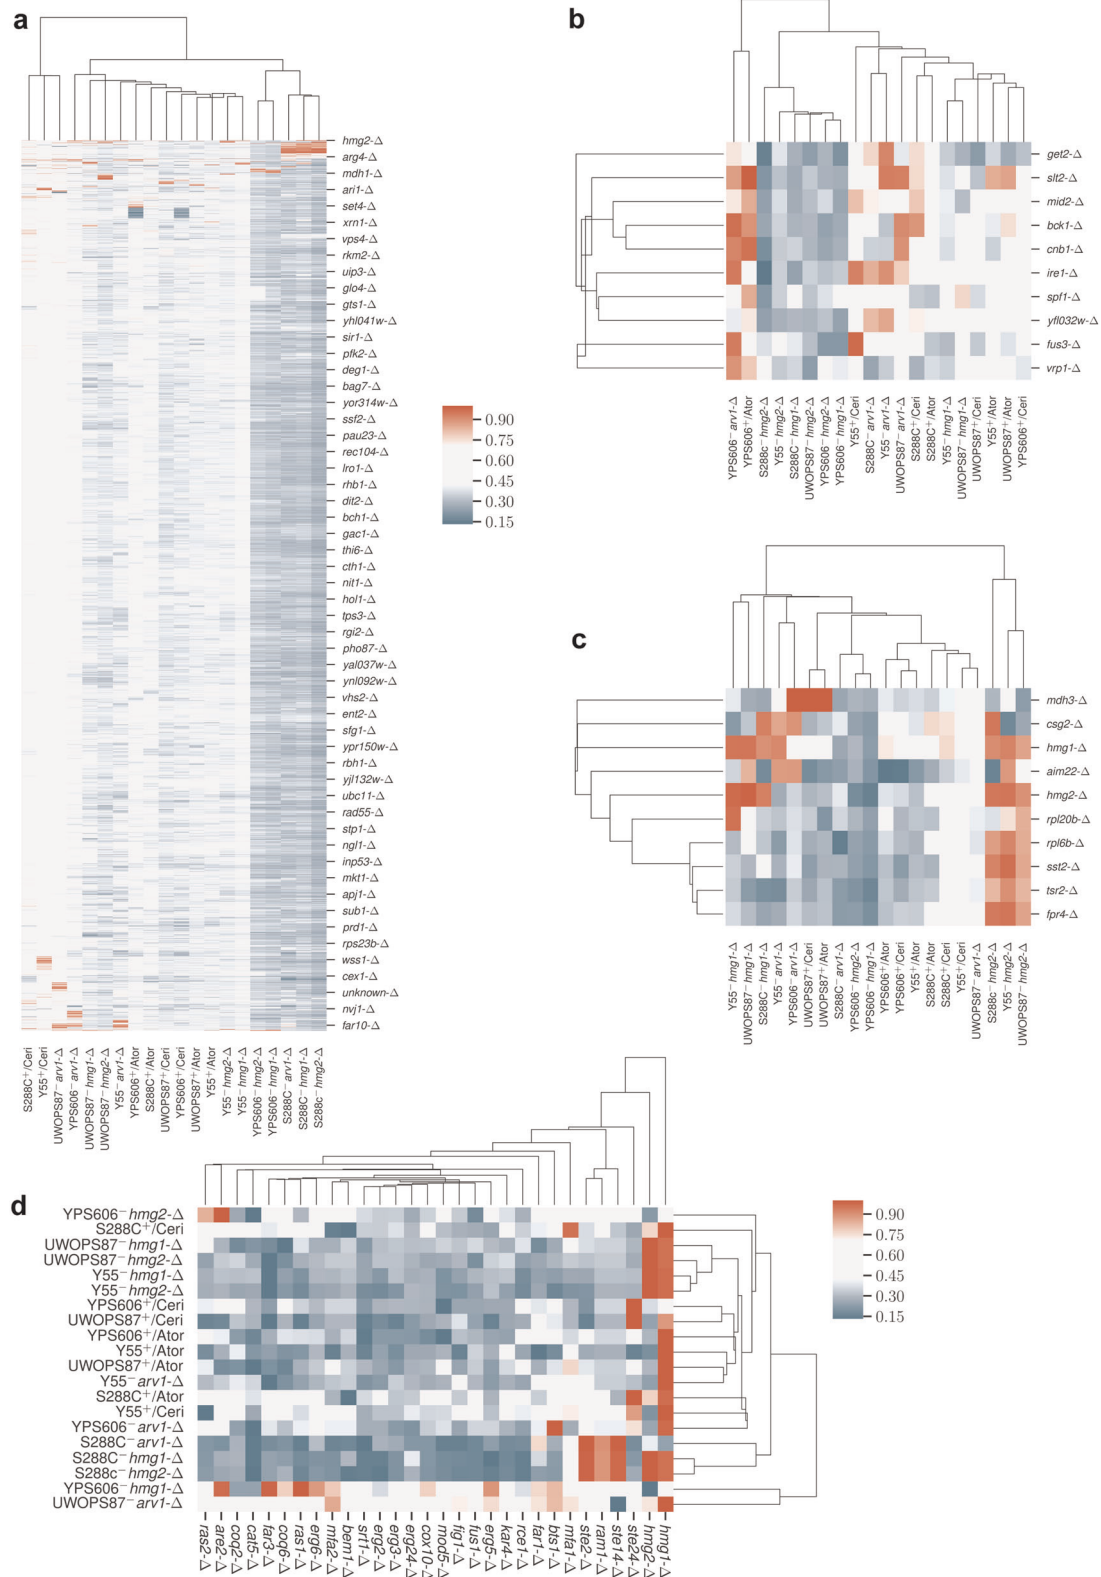 a
hmg2-Δ
arg4-Δ
mdh1-Δ
ari1-Δ
set4-Δ
xrn1-Δ
vps4-Δ
rkm2-Δ
uip3-Δ
glo4-Δ
gts1-Δ
yhl041w-Δ
sir1-Δ
pfk2-Δ
deg1-Δ
bag7-Δ
yor314w-Δ
ssf2-Δ
pau23-Δ
rec104-Δ
lro1-Δ
rhb1-Δ
dit2-Δ
bch1-Δ
gac1-Δ
thi6-Δ
cth1-Δ
nit1-Δ
hol1-Δ
tps3-Δ
rgi2-Δ
pho87-Δ
yal037w-Δ
ynl092w-Δ
vhs2-Δ
ent2-Δ
sfg1-Δ
ypr150w-Δ
rbh1-Δ
yjl132w-Δ
ubc11-Δ
rad55-Δ
stp1-Δ
ngl1-Δ
inp53-Δ
mkt1-Δ
apj1-Δ
sub1-Δ
prd1-Δ
rps23b-Δ
wss1-Δ
cex1-Δ
unknown-Δ
nvj1-Δ
far10-Δ
S288C⁺/Ceri
Y55⁺/Ceri
UWOPS87⁻arv1-Δ
YPS606⁻arv1-Δ
UWOPS87⁻hmg1-Δ
UWOPS87⁻hmg2-Δ
Y55⁻arv1-Δ
YPS606⁺/Ator
S288C⁺/Ator
UWOPS87⁺/Ceri
YPS606⁺/Ceri
UWOPS87⁺/Ator
Y55⁺/Ator
Y55⁻hmg2-Δ
Y55⁻hmg1-Δ
YPS606⁻hmg2-Δ
YPS606⁻hmg1-Δ
S288C⁻arv1-Δ
S288C⁻hmg1-Δ
S288c⁻hmg2-Δ
0.90
0.75
0.60
0.45
0.30
0.15
b
get2-Δ
slt2-Δ
mid2-Δ
bck1-Δ
cnb1-Δ
ire1-Δ
spf1-Δ
yfl032w-Δ
fus3-Δ
vrp1-Δ
YPS606⁻arv1-Δ
YPS606⁺/Ator
S288c⁻hmg2-Δ
Y55⁻hmg2-Δ
S288C⁻hmg1-Δ
UWOPS87⁻hmg2-Δ
YPS606⁻hmg2-Δ
YPS606⁻hmg1-Δ
Y55⁺/Ceri
S288C⁻arv1-Δ
Y55⁻arv1-Δ
UWOPS87⁻arv1-Δ
S288C⁺/Ceri
S288C⁺/Ator
Y55⁻hmg1-Δ
UWOPS87⁻hmg1-Δ
UWOPS87⁺/Ceri
Y55⁺/Ator
UWOPS87⁺/Ator
YPS606⁺/Ceri
c
mdh3-Δ
csg2-Δ
hmg1-Δ
aim22-Δ
hmg2-Δ
rpl20b-Δ
rpl6b-Δ
sst2-Δ
tsr2-Δ
fpr4-Δ
Y55⁻hmg1-Δ
UWOPS87⁻hmg1-Δ
S288C⁻hmg1-Δ
Y55⁻arv1-Δ
YPS606⁻arv1-Δ
UWOPS87⁺/Ceri
UWOPS87⁺/Ator
S288C⁻arv1-Δ
YPS606⁻hmg2-Δ
YPS606⁻hmg1-Δ
YPS606⁺/Ator
YPS606⁺/Ceri
Y55⁺/Ator
S288C⁺/Ator
S288C⁺/Ceri
Y55⁺/Ceri
UWOPS87⁻arv1-Δ
S288c⁻hmg2-Δ
Y55⁻hmg2-Δ
UWOPS87⁻hmg2-Δ
d
YPS606⁻hmg2-Δ
S288C⁺/Ceri
UWOPS87⁻hmg1-Δ
UWOPS87⁻hmg2-Δ
Y55⁻hmg1-Δ
Y55⁻hmg2-Δ
YPS606⁺/Ceri
UWOPS87⁺/Ceri
YPS606⁺/Ator
Y55⁺/Ator
UWOPS87⁺/Ator
Y55⁻arv1-Δ
S288C⁺/Ator
Y55⁺/Ceri
YPS606⁻arv1-Δ
S288C⁻arv1-Δ
S288C⁻hmg1-Δ
S288c⁻hmg2-Δ
YPS606⁻hmg1-Δ
UWOPS87⁻arv1-Δ
ras2-Δ
are2-Δ
coq2-Δ
cat5-Δ
far3-Δ
coq6-Δ
ras1-Δ
erg6-Δ
mfa2-Δ
bem1-Δ
srt1-Δ
erg2-Δ
erg3-Δ
erg24-Δ
cox10-Δ
mod5-Δ
fig1-Δ
fus1-Δ
erg5-Δ
kar4-Δ
rce1-Δ
far1-Δ
bts1-Δ
mfa1-Δ
ste2-Δ
ram1-Δ
ste14-Δ
ste24-Δ
hmg2-Δ
hmg1-Δ
0.90
0.75
0.60
0.45
0.30
0.15